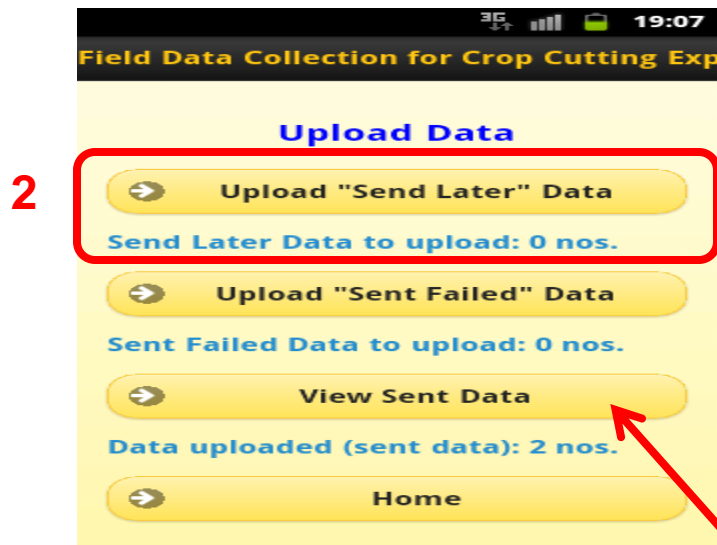 3G 19:07
Field Data Collection for Crop Cutting Exp
Upload Data
2
Upload "Send Later" Data
Send Later Data to upload: 0 nos.
Upload "Sent Failed" Data
Sent Failed Data to upload: 0 nos.
View Sent Data
Data uploaded (sent data): 2 nos.
Home